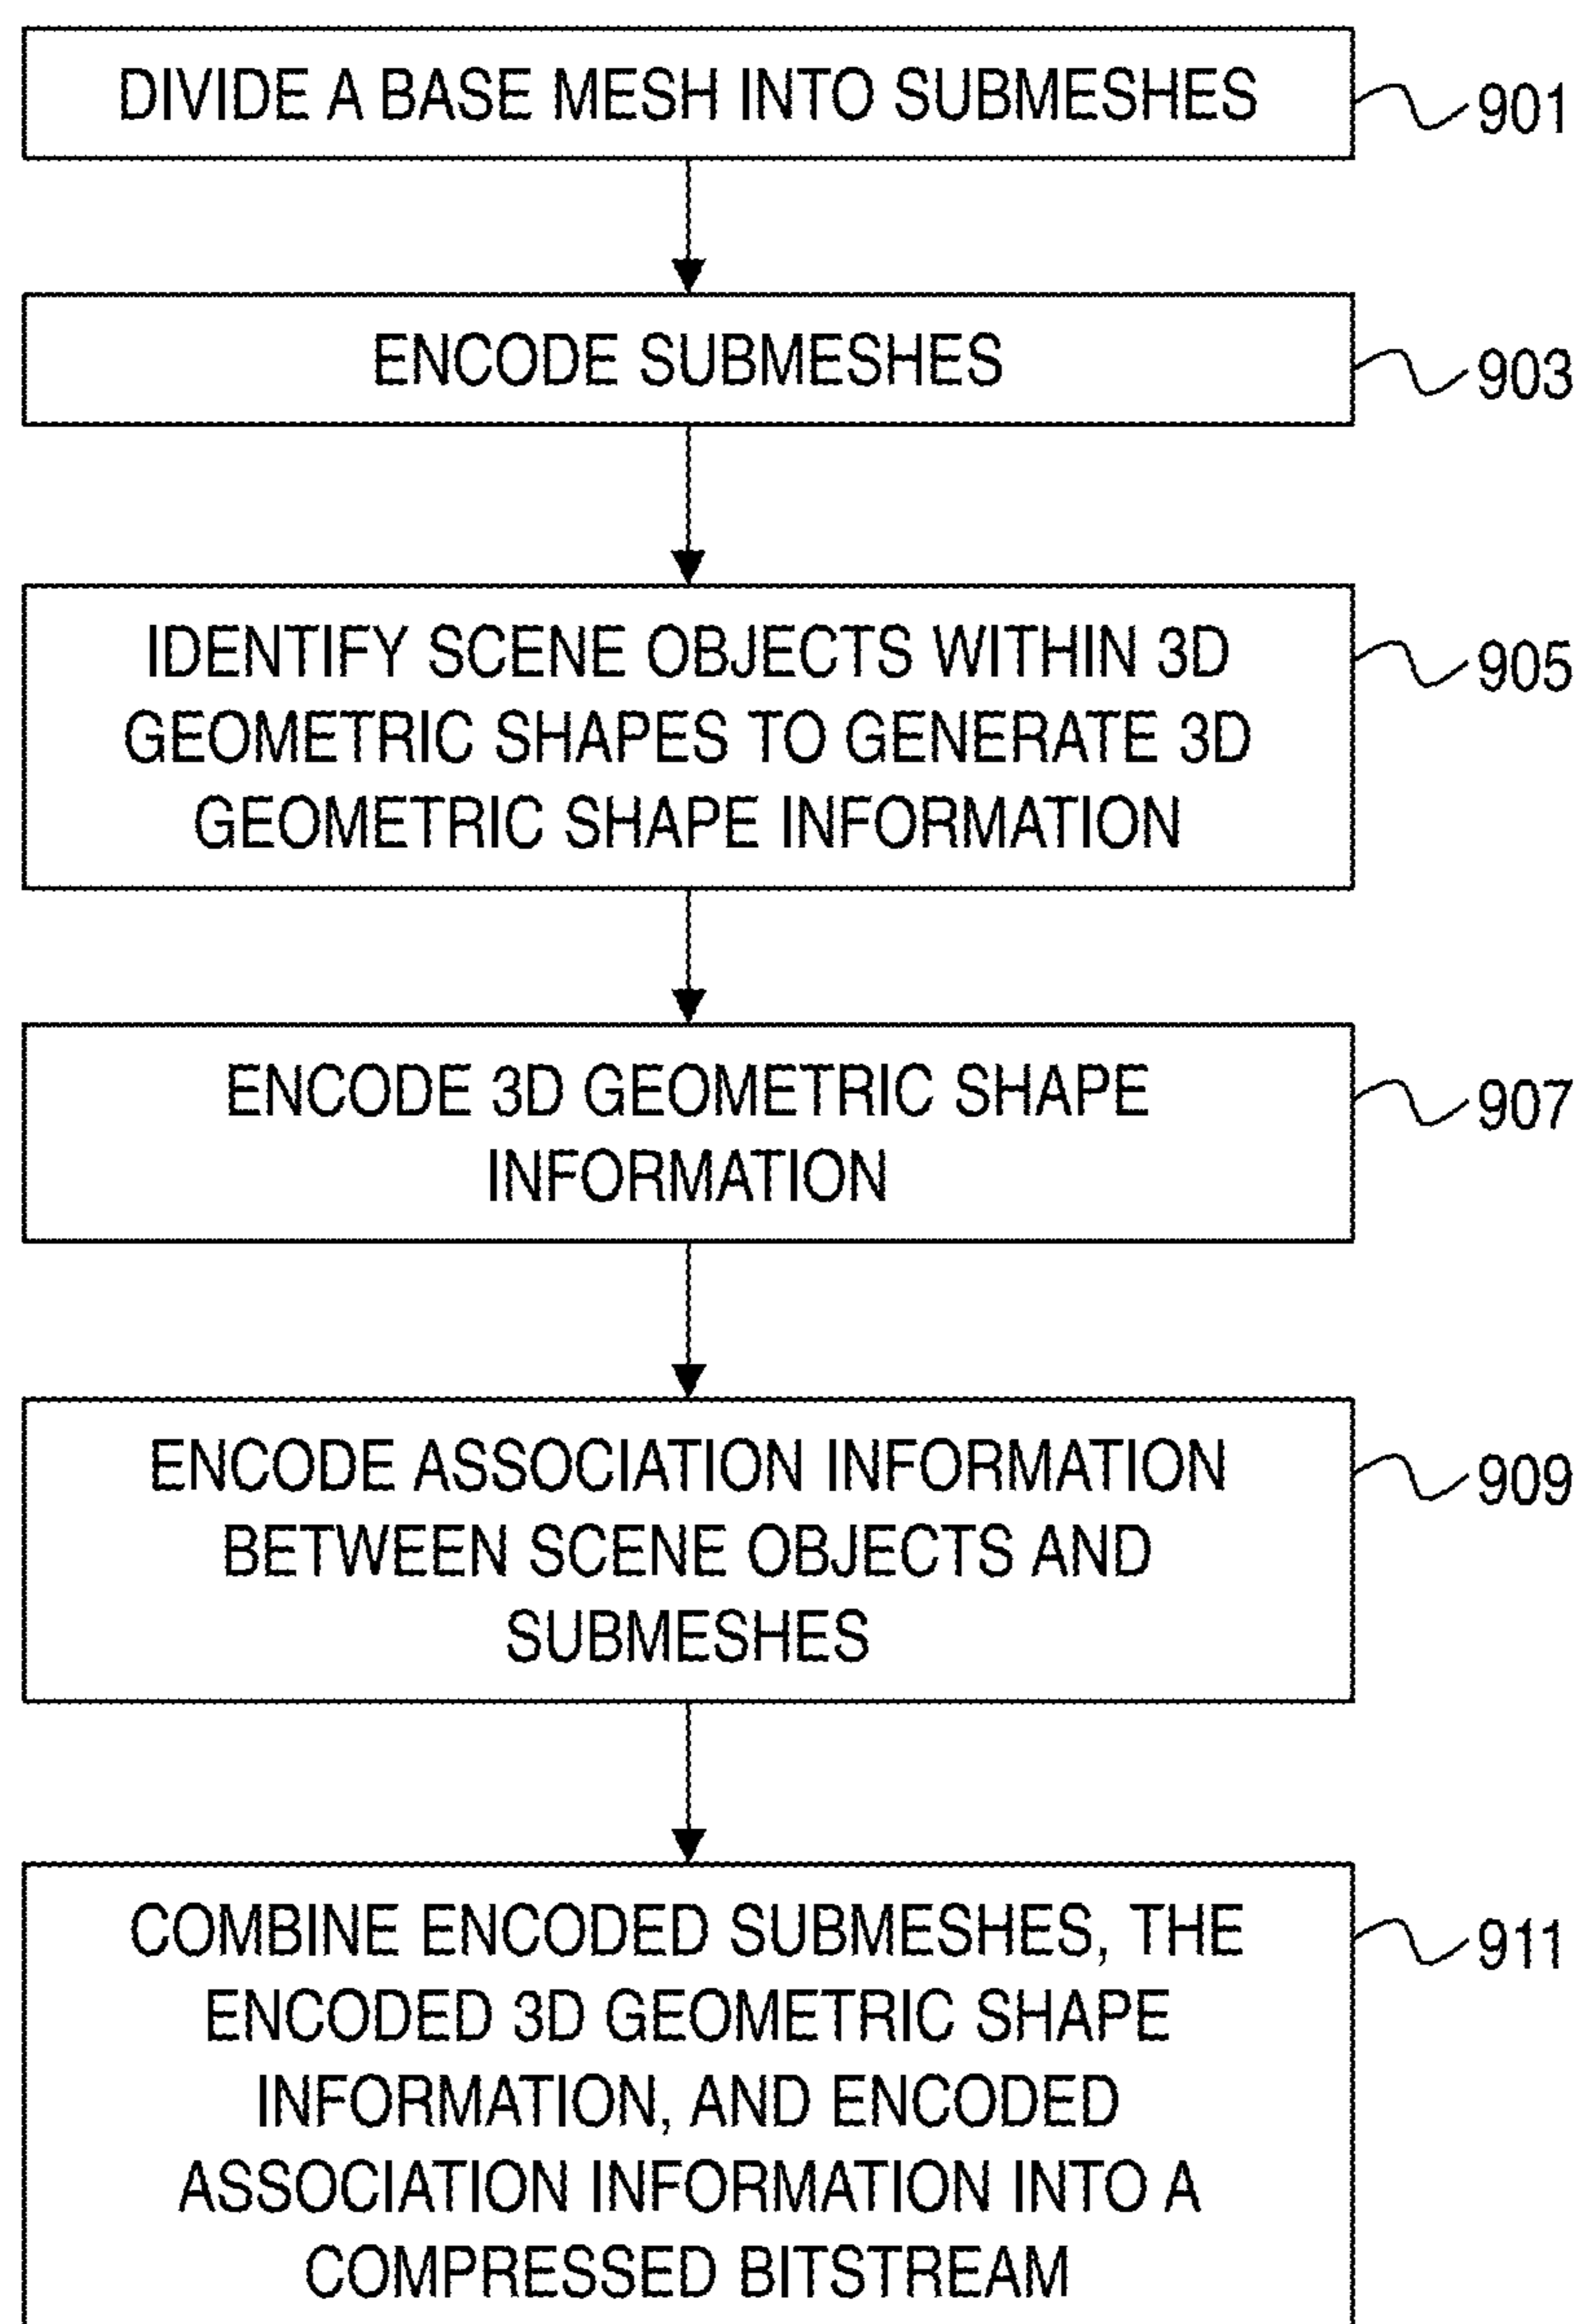 DIVIDE A BASE MESH INTO SUBMESHES
901
ENCODE SUBMESHES
903
IDENTIFY SCENE OBJECTS WITHIN 3D
GEOMETRIC SHAPES TO GENERATE 3D
GEOMETRIC SHAPE INFORMATION
905
ENCODE 3D GEOMETRIC SHAPE
INFORMATION
907
ENCODE ASSOCIATION INFORMATION
BETWEEN SCENE OBJECTS AND
SUBMESHES
909
COMBINE ENCODED SUBMESHES, THE
ENCODED 3D GEOMETRIC SHAPE
INFORMATION, AND ENCODED
ASSOCIATION INFORMATION INTO A
COMPRESSED BITSTREAM
911